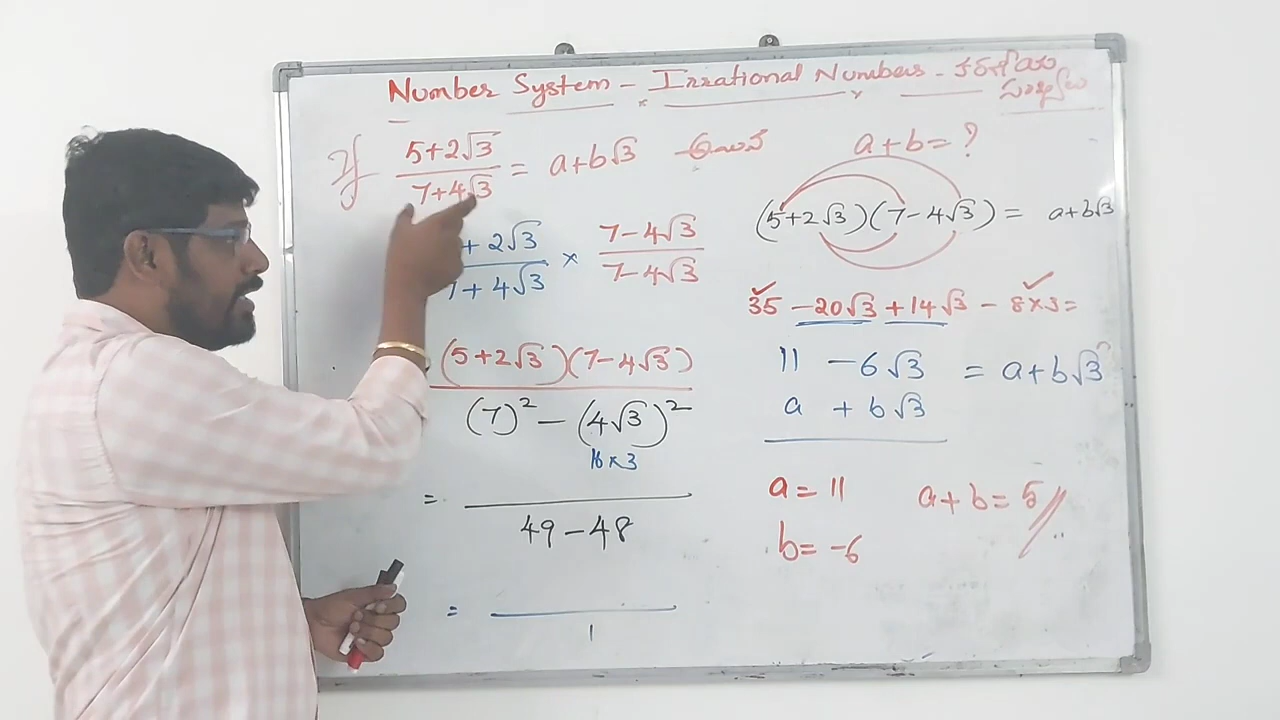 Number System - Irrational Numbers - కరణీయ సంఖ్యలు
If 5+2√3 / 7+4√3 = a+b√3 అయిన a+b=?
+ 2√3 / 7+4√3 × 7-4√3 / 7-4√3
(5+2√3)(7-4√3) / (7)² - (4√3)²
16×3
= 49-48
= 1
(5+2√3)(7-4√3) = a+b√3
35 -20√3 +14√3 - 8×3=
11 -6√3 = a+b√3
a + b√3
a = 11 a+b=5
b= -6